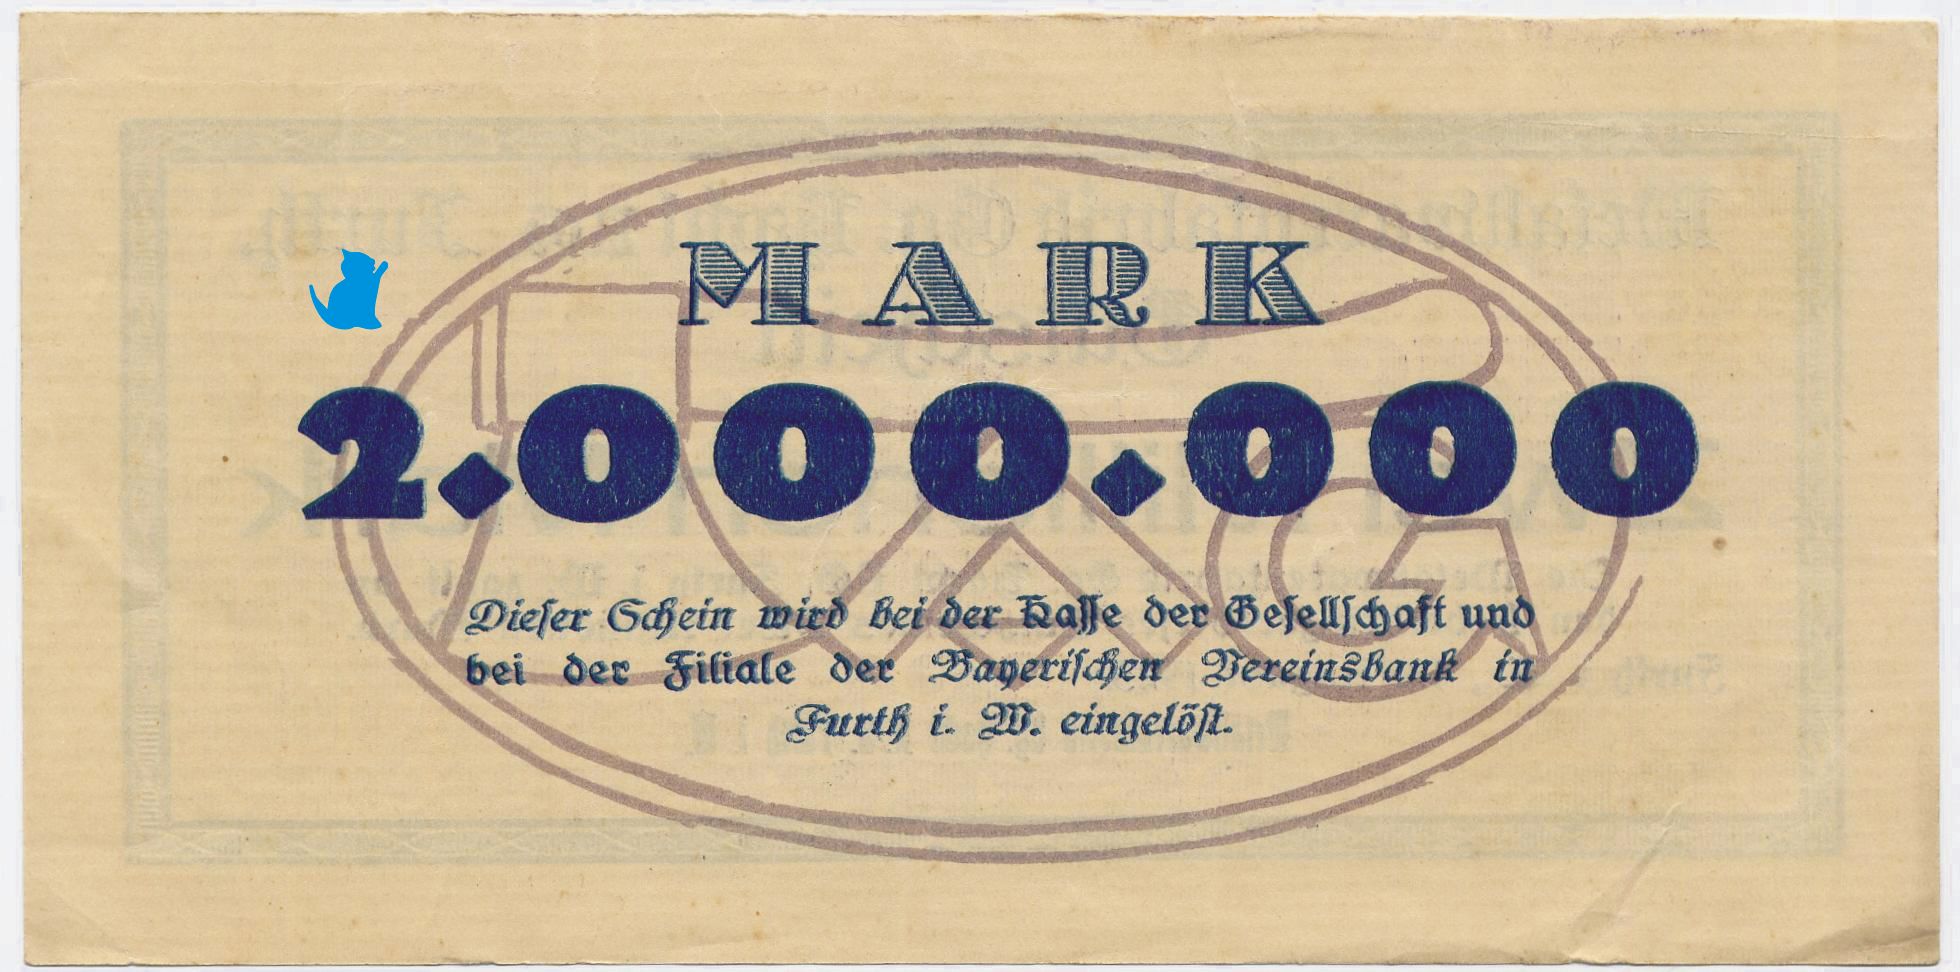 MARK
2.000.000
Dieser Schein wird bei der Kasse der Gesellschaft und
bei der Filiale der Bayerischen Vereinsbank in
Furth i. W. eingelöst.